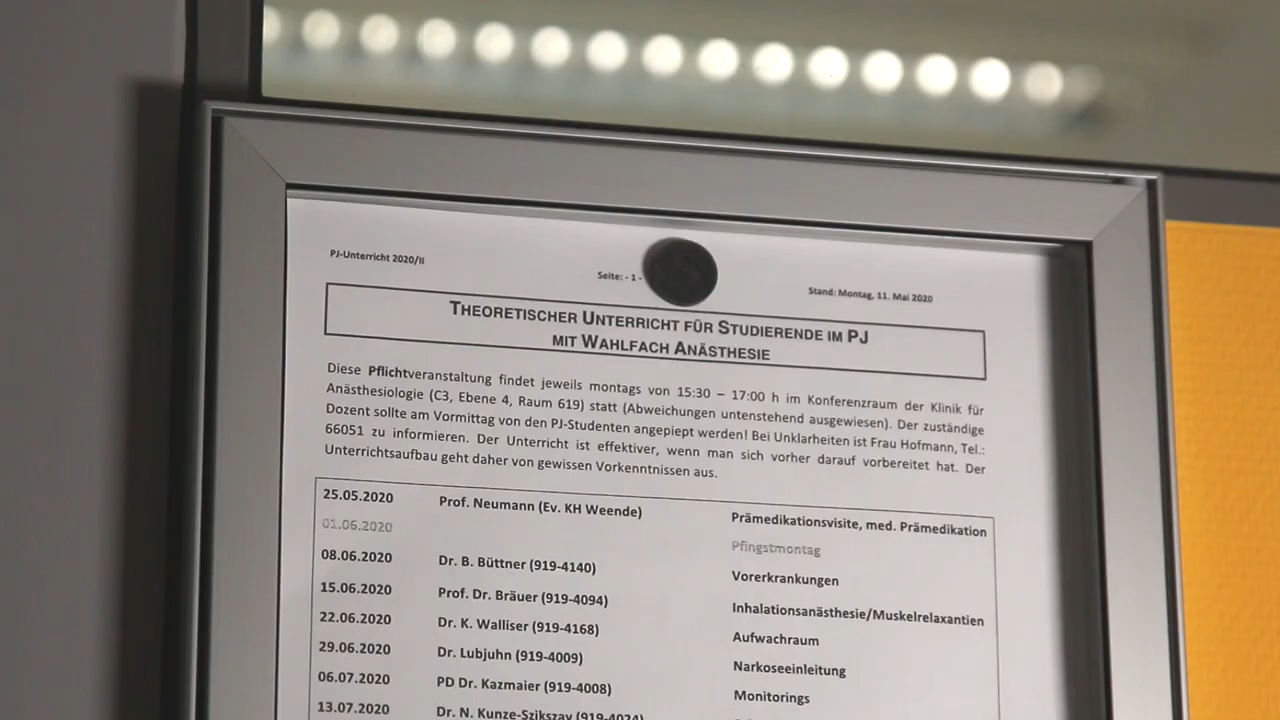 PJ-Unterricht 2020/II
Seite: - 1 -
Stand: Montag, 11. Mai 2020
THEORETISCHER UNTERRICHT FÜR STUDIERENDE IM PJ
MIT WAHLFACH ANÄSTHESIE
Diese Pflichtveranstaltung findet jeweils montags von 15:30 – 17:00 h im Konferenzraum der Klinik für
Anästhesiologie (C3, Ebene 4, Raum 619) statt (Abweichungen untenstehend ausgewiesen). Der zuständige
Dozent sollte am Vormittag von den PJ-Studenten angepiept werden! Bei Unklarheiten ist Frau Hofmann, Tel.:
66051 zu informieren. Der Unterricht ist effektiver, wenn man sich vorher darauf vorbereitet hat. Der
Unterrichtsaufbau geht daher von gewissen Vorkenntnissen aus.
25.05.2020 Prof. Neumann (Ev. KH Weende) Prämedikationsvisite, med. Prämedikation
01.06.2020 Pfingstmontag
08.06.2020 Dr. B. Büttner (919-4140) Vorerkrankungen
15.06.2020 Prof. Dr. Bräuer (919-4094) Inhalationsanästhesie/Muskelrelaxantien
22.06.2020 Dr. K. Walliser (919-4168) Aufwachraum
29.06.2020 Dr. Lubjuhn (919-4009) Narkoseeinleitung
06.07.2020 PD Dr. Kazmaier (919-4008) Monitorings
13.07.2020 Dr. N. Kunze-Szikszay (919-4024)